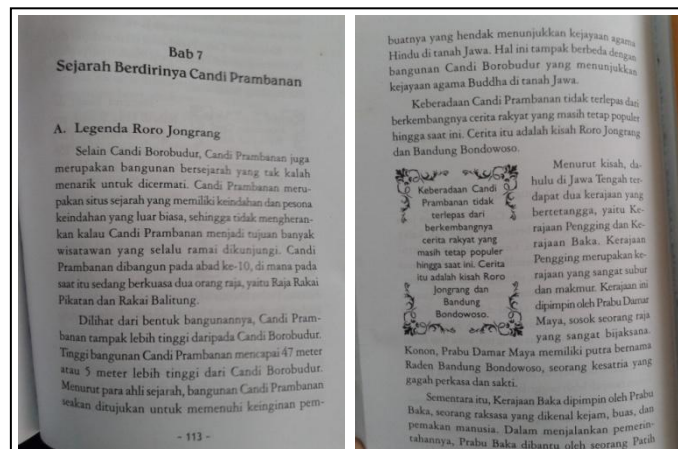 Bab 7
Sejarah Berdirinya Candi Prambanan
A. Legenda Roro Jongrang
Selain Candi Borobudur, Candi Prambanan juga
merupakan bangunan bersejarah yang tak kalah
menarik untuk dicermati. Candi Prambanan meru-
pakan situs sejarah yang memiliki keindahan dan pesona
keindahan yang luar biasa, sehingga tidak mengheran-
kan kalau Candi Prambanan menjadi tujuan banyak
wisatawan yang selalu ramai dikunjungi. Candi
Prambanan dibangun pada abad ke-10, di mana pada
saat itu sedang berkuasa dua orang raja, yaitu Raja Rakai
Pikatan dan Rakai Balitung.
Dilihat dari bentuk bangunannya, Candi Pram-
banan tampak lebih tinggi daripada Candi Borobudur.
Tinggi bangunan Candi Prambanan mencapai 47 meter
atau 5 meter lebih tinggi dari Candi Borobudur.
Menurut para ahli sejarah, bangunan Candi Prambanan
seakan ditujukan untuk memenuhi keinginan pem-
- 113 -
buatnya yang hendak menunjukkan kejayaan agama
Hindu di tanah Jawa. Hal ini tampak berbeda dengan
bangunan Candi Borobudur yang menunjukkan
kejayaan agama Buddha di tanah Jawa.
Keberadaan Candi Prambanan tidak terlepas dari
berkembangnya cerita rakyat yang masih tetap populer
hingga saat ini. Cerita itu adalah kisah Roro Jongrang
dan Bandung Bondowoso.
Keberadaan Candi
Prambanan tidak
terlepas dari
berkembangnya
cerita rakyat yang
masih tetap populer
hingga saat ini. Cerita
itu adalah kisah Roro
Jongrang dan
Bandung
Bondowoso.
Menurut kisah, da-
hulu di Jawa Tengah ter-
dapat dua kerajaan yang
bertetangga, yaitu Ke-
rajaan Pengging dan Ke-
rajaan Baka. Kerajaan
Pengging merupakan ke-
rajaan yang sangat subur
dan makmur. Kerajaan ini
dipimpin oleh Prabu Damar
Maya, sosok seorang raja
yang sangat bijaksana.
Konon, Prabu Damar Maya memiliki putra bernama
Raden Bandung Bondowoso, seorang kesatria yang
gagah perkasa dan sakti.
Sementara itu, Kerajaan Baka dipimpin oleh Prabu
Baka, seorang raksasa yang dikenal kejam, buas, dan
pemakan manusia. Dalam menjalankan pemerin-
tahannya, Prabu Baka dibantu oleh seorang Patih